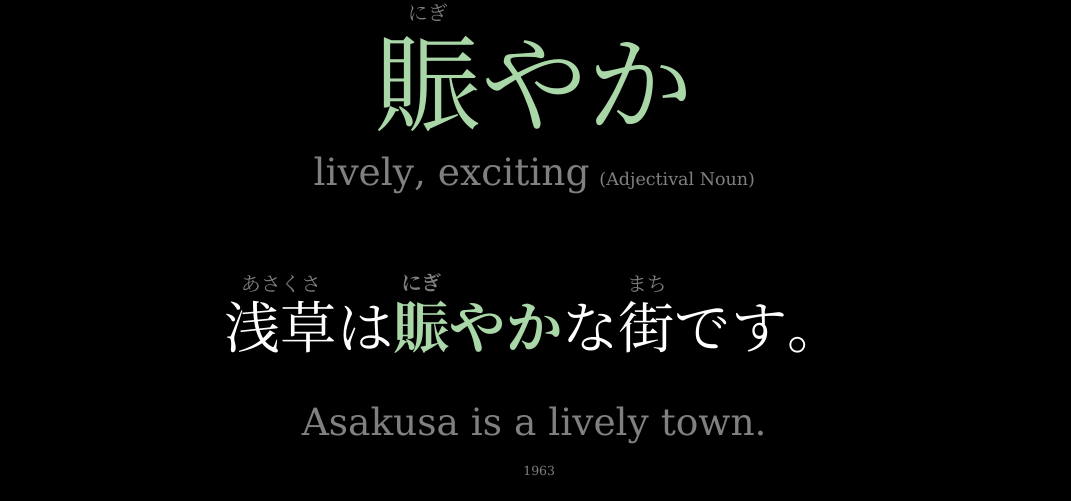 にぎ
賑やか
lively, exciting (Adjectival Noun)
あさくさ にぎ まち
浅草は賑やかな街です。
Asakusa is a lively town.
1963